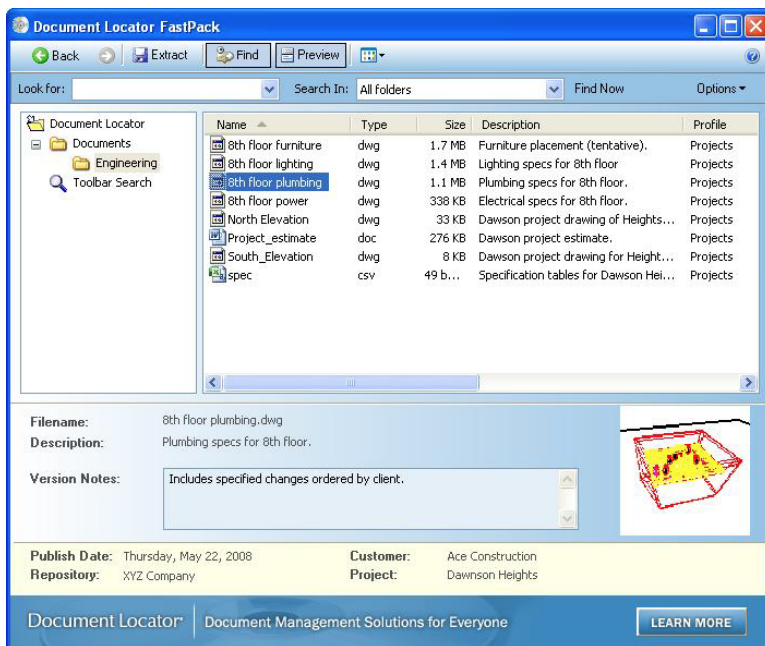 Document Locator FastPack
Back Extract Find Preview
Look for: Search In: All folders Find Now Options
Document Locator
Documents
Engineering
Toolbar Search
Name Type Size Description Profile
8th floor furniture dwg 1.7 MB Furniture placement (tentative). Projects
8th floor lighting dwg 1.4 MB Lighting specs for 8th floor Projects
8th floor plumbing dwg 1.1 MB Plumbing specs for 8th floor. Projects
8th floor power dwg 338 KB Electrical specs for 8th floor. Projects
North Elevation dwg 33 KB Dawson project drawing of Heights... Projects
Project_estimate doc 276 KB Dawson project estimate. Projects
South_Elevation dwg 8 KB Dawson project drawing for Height... Projects
spec csv 49 b... Specification tables for Dawson Hei... Projects
Filename: 8th floor plumbing.dwg
Description: Plumbing specs for 8th floor.
Version Notes: Includes specified changes ordered by client.
Publish Date: Thursday, May 22, 2008 Customer: Ace Construction
Repository: XYZ Company Project: Dawnson Heights
Document Locator Document Management Solutions for Everyone LEARN MORE